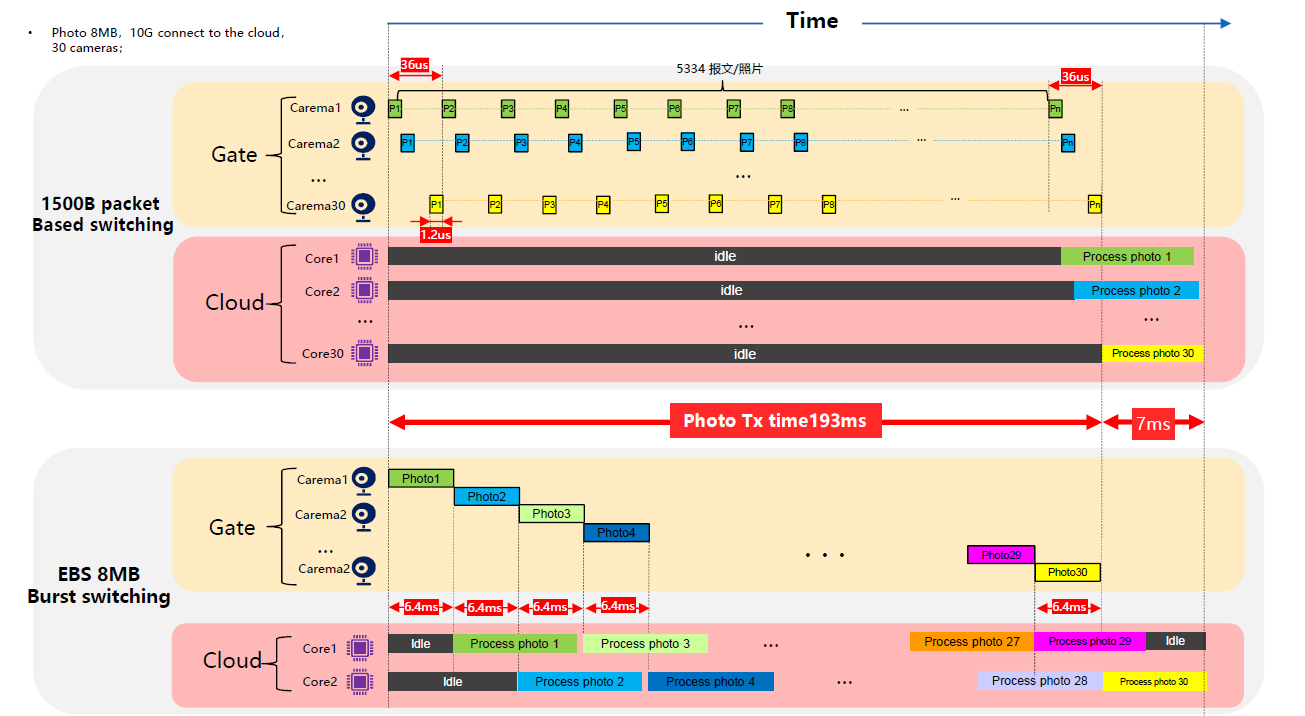 Time
• Photo 8MB，10G connect to the cloud，
30 cameras；
36us
5334 报文/照片
36us
Carema1
P1 P2 P3 P4 P5 P6 P7 P8 ... Pn
Carema2
P1 P2 P3 P4 P5 P6 P7 P8 ... Pn
Gate
... ...
Carema30
P1 P2 P3 P4 P5 P6 P7 P8 ... Pn
1.2us
1500B packet
Based switching
Core1 idle Process photo 1
Core2 idle Process photo 2
Cloud
... ... ...
Core30 idle Process photo 30
Photo Tx time193ms
7ms
Carema1 Photo1
Photo2
Carema2 Photo3
Photo4
Gate
... . . . Photo29
Carema2 Photo30
EBS 8MB
Burst switching
6.4ms 6.4ms 6.4ms 6.4ms 6.4ms
Core1 Idle Process photo 1 Process photo 3 ... Process photo 27 Process photo 29 Idle
Cloud
Core2 Idle Process photo 2 Process photo 4 ... Process photo 28 Process photo 30